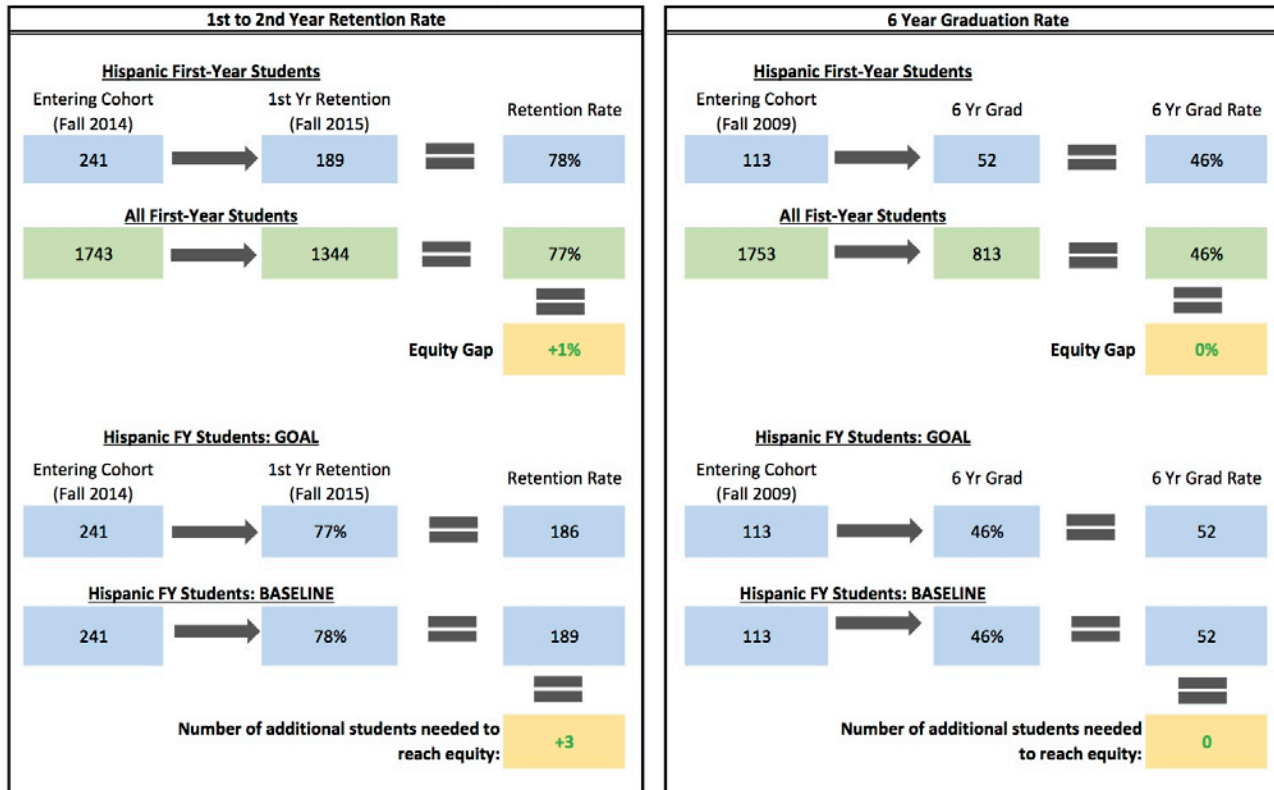 1st to 2nd Year Retention Rate
Hispanic First-Year Students
Entering Cohort
(Fall 2014)
1st Yr Retention
(Fall 2015)
Retention Rate
241
189
78%
All First-Year Students
1743
1344
77%
Equity Gap
+1%
Hispanic FY Students: GOAL
Entering Cohort
(Fall 2014)
1st Yr Retention
(Fall 2015)
Retention Rate
241
77%
186
Hispanic FY Students: BASELINE
241
78%
189
Number of additional students needed to
reach equity:
+3
6 Year Graduation Rate
Hispanic First-Year Students
Entering Cohort
(Fall 2009)
6 Yr Grad
6 Yr Grad Rate
113
52
46%
All Fist-Year Students
1753
813
46%
Equity Gap
0%
Hispanic FY Students: GOAL
Entering Cohort
(Fall 2009)
6 Yr Grad
6 Yr Grad Rate
113
46%
52
Hispanic FY Students: BASELINE
113
46%
52
Number of additional students needed
to reach equity:
0